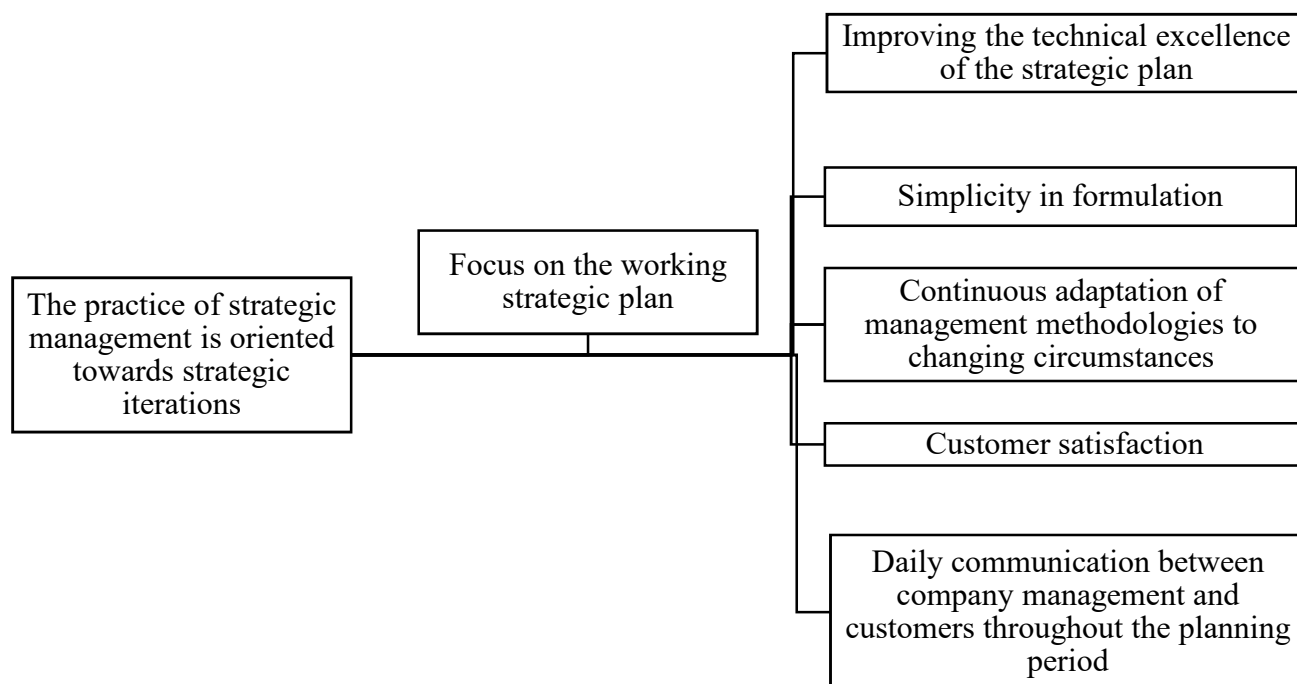 The practice of strategic
management is oriented
towards strategic
iterations
Focus on the working
strategic plan
Improving the technical excellence
of the strategic plan
Simplicity in formulation
Continuous adaptation of
management methodologies to
changing circumstances
Customer satisfaction
Daily communication between
company management and
customers throughout the planning
period